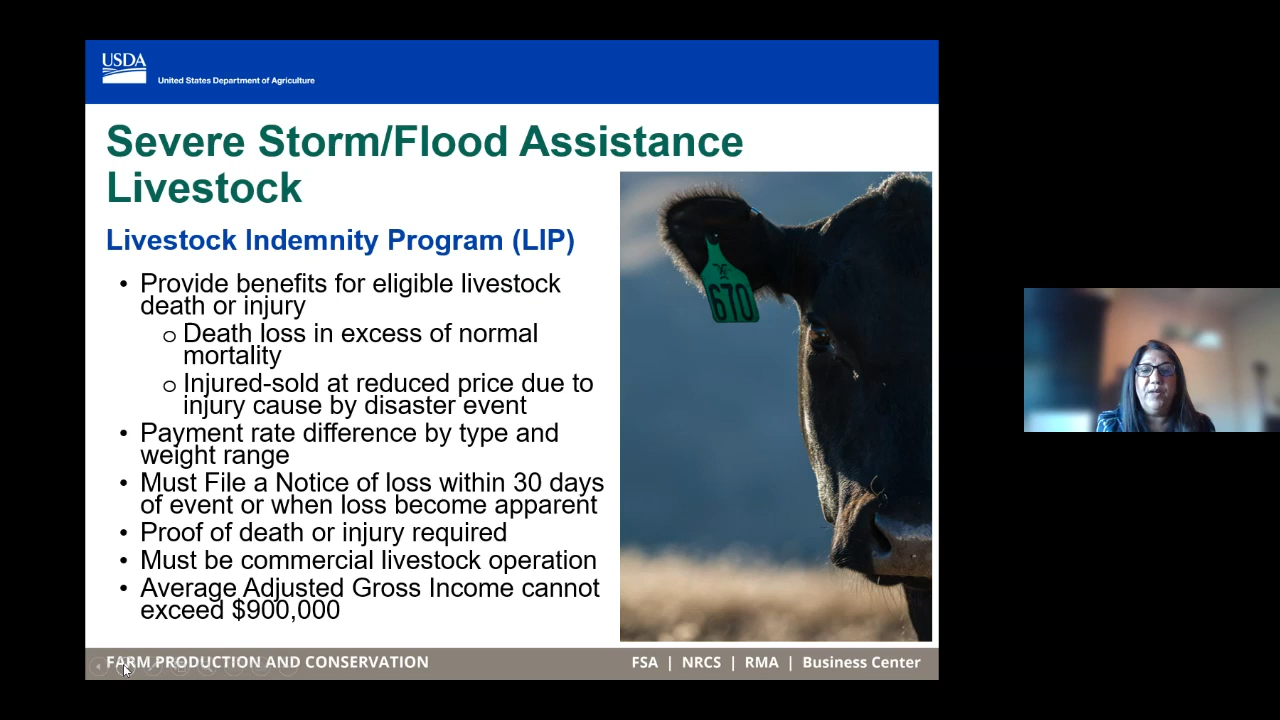 USDA
United States Department of Agriculture
Severe Storm/Flood Assistance
Livestock
Livestock Indemnity Program (LIP)
• Provide benefits for eligible livestock
death or injury
o Death loss in excess of normal
mortality
o Injured-sold at reduced price due to
injury cause by disaster event
• Payment rate difference by type and
weight range
• Must File a Notice of loss within 30 days
of event or when loss become apparent
• Proof of death or injury required
• Must be commercial livestock operation
• Average Adjusted Gross Income cannot
exceed $900,000
670
FARM PRODUCTION AND CONSERVATION
FSA | NRCS | RMA | Business Center